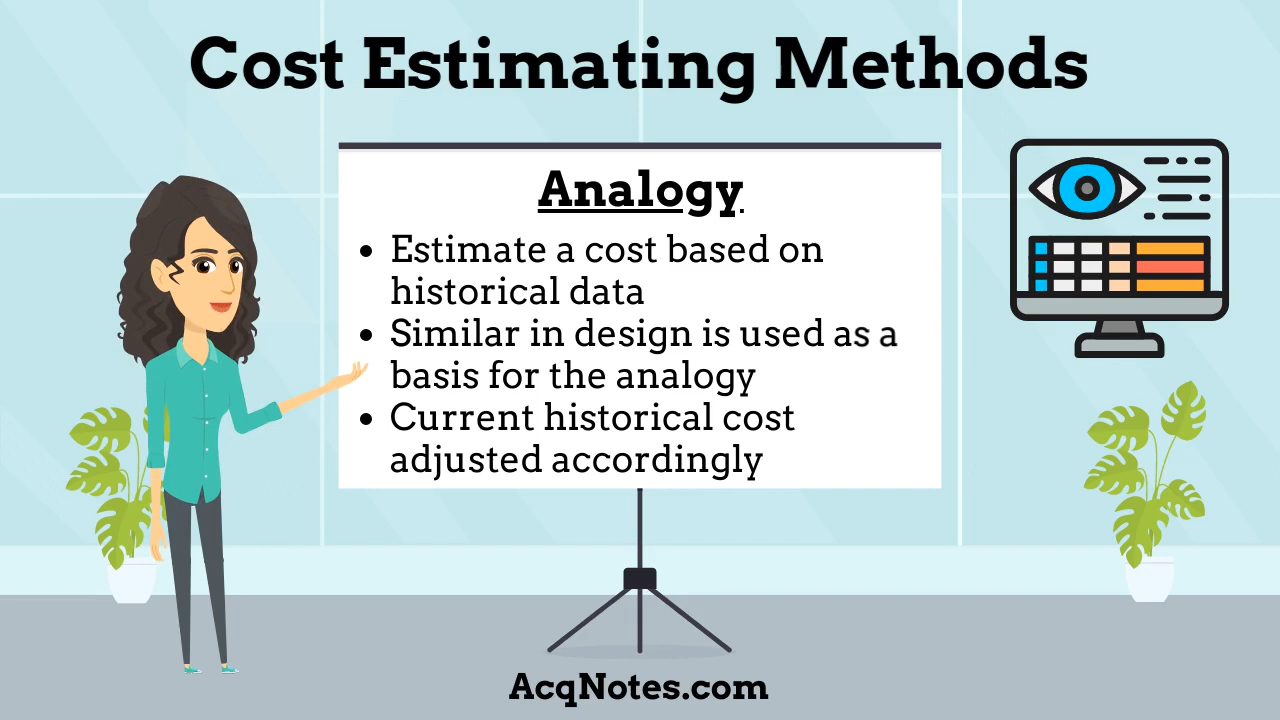 Cost Estimating Methods
Analogy
• Estimate a cost based on
historical data
• Similar in design is used as a
basis for the analogy
• Current historical cost
adjusted accordingly
AcqNotes.com